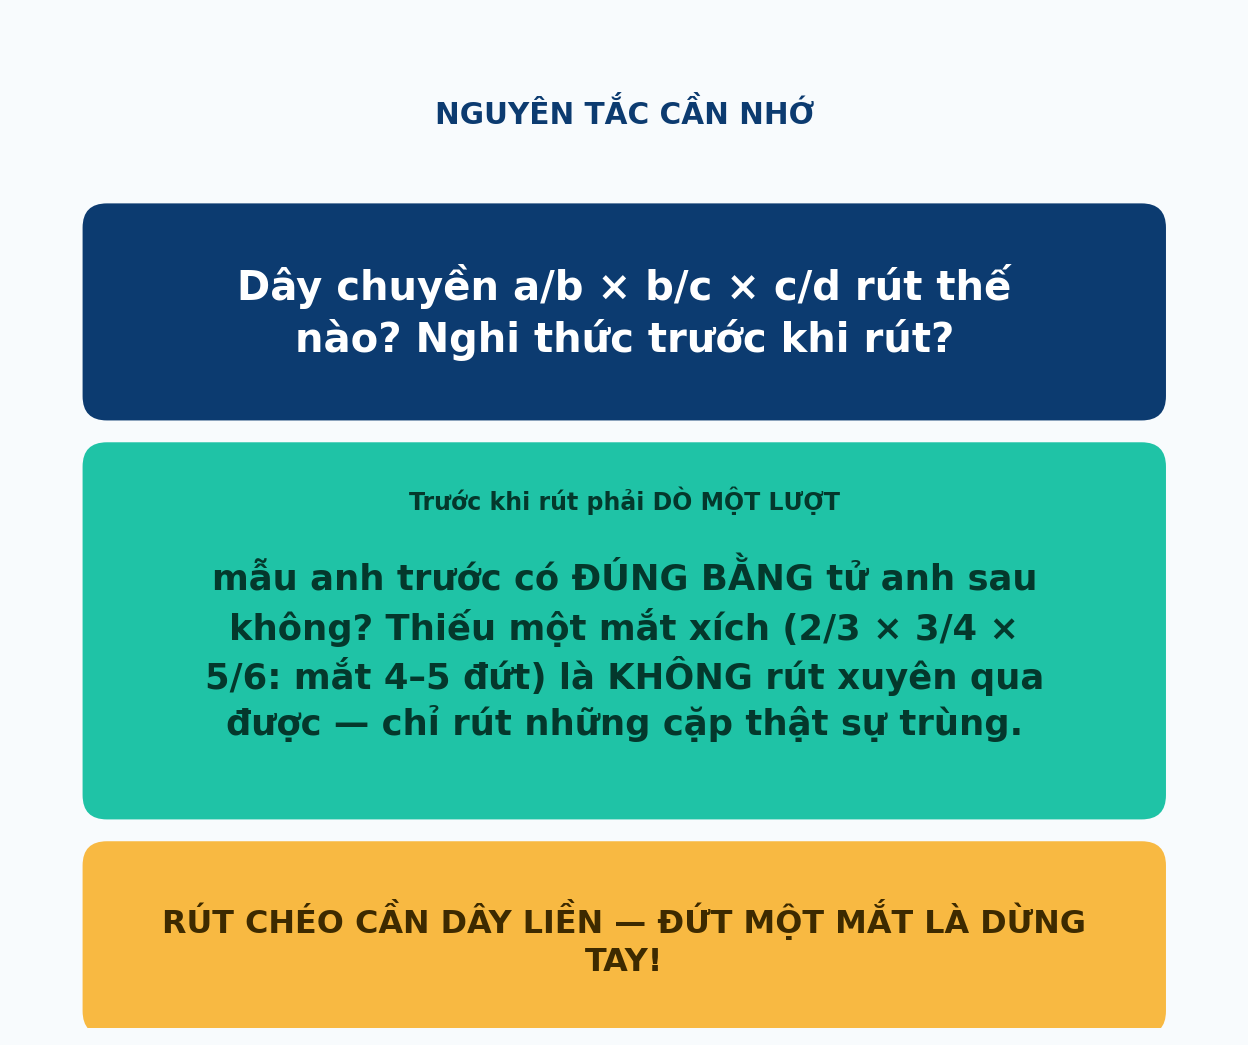 NGUYÊN TẮC CẦN NHỚ
Dây chuyền a/b × b/c × c/d rút thế
nào? Nghi thức trước khi rút?
Trước khi rút phải DÒ MỘT LƯỢT
mẫu anh trước có ĐÚNG BẰNG tử anh sau
không? Thiếu một mắt xích (2/3 × 3/4 ×
5/6: mắt 4–5 đứt) là KHÔNG rút xuyên qua
được — chỉ rút những cặp thật sự trùng.
RÚT CHÉO CẦN DÂY LIỀN — ĐỨT MỘT MẮT LÀ DỪNG
TAY!